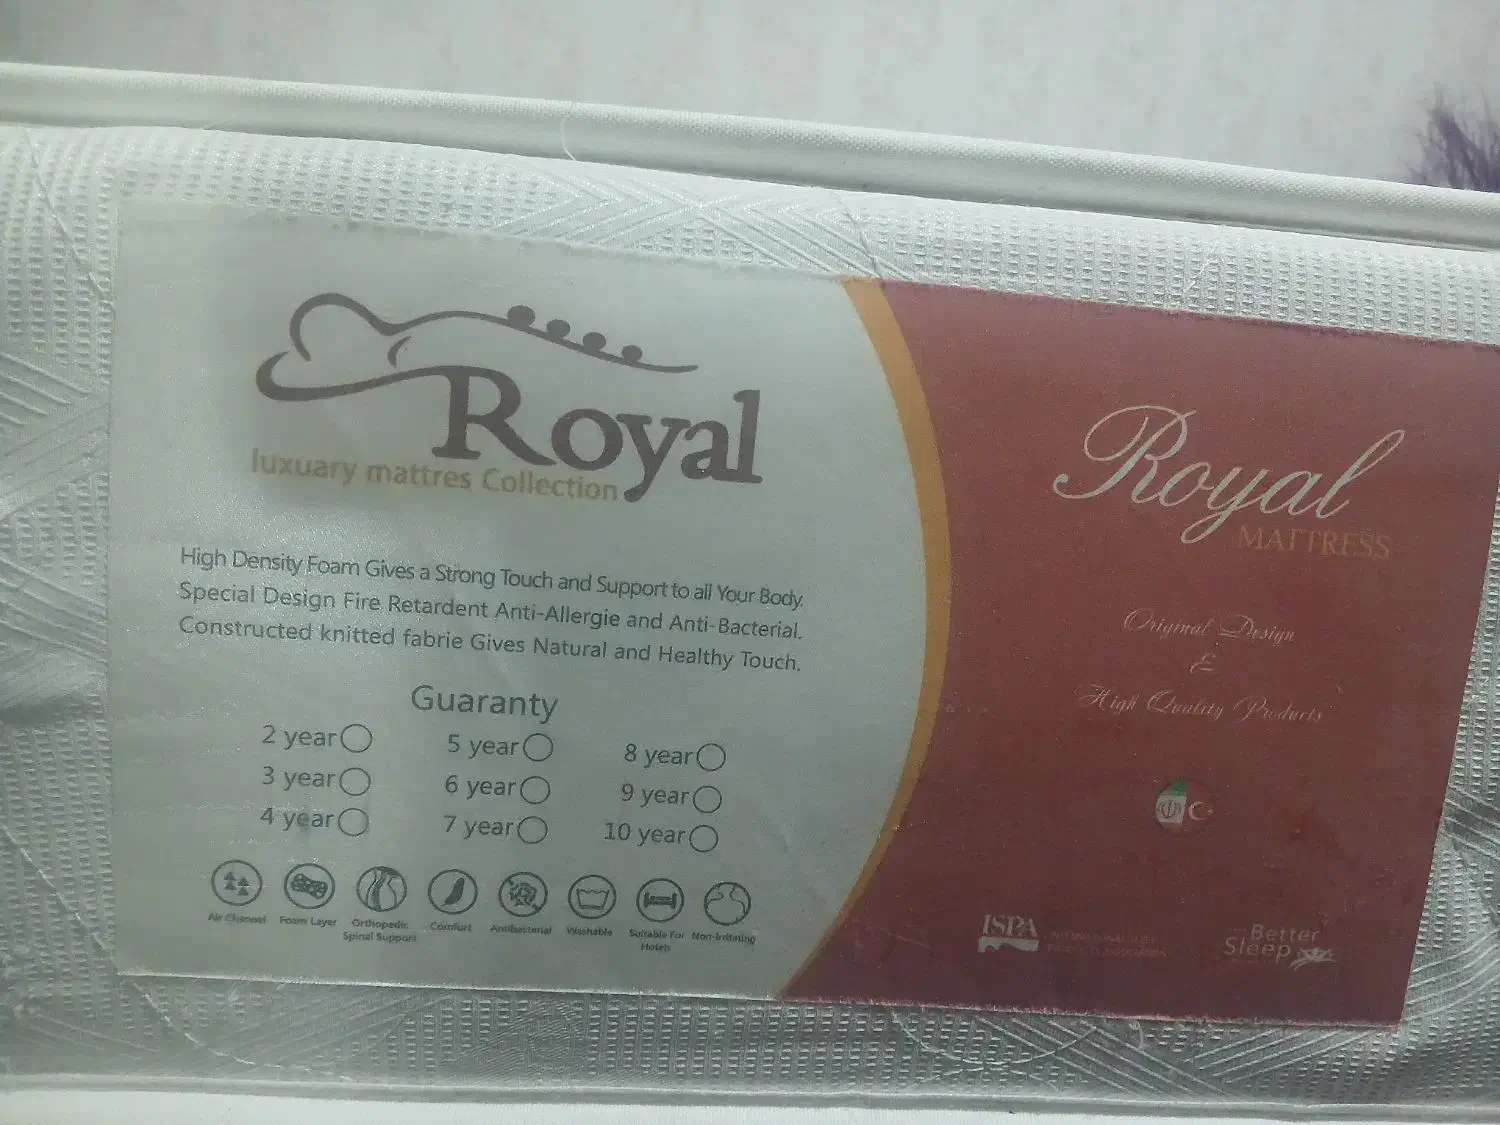 Royal
luxuary mattres Collection
High Density Foam Gives a Strong Touch and Support to all Your Body.
Special Design Fire Retardent Anti-Allergie and Anti-Bacterial.
Constructed knitted fabrie Gives Natural and Healthy Touch.
Guaranty
2 year 5 year 8 year
3 year 6 year 9 year
4 year 7 year 10 year
Air Channel Foam Layer Orthopedic Spinal Support Comfort Antibacterial Washable Suitable For Hotels Non-Irritating
Royal
MATTRESS
Original Design
&
High Quality Products
ISPA
Better
Sleep